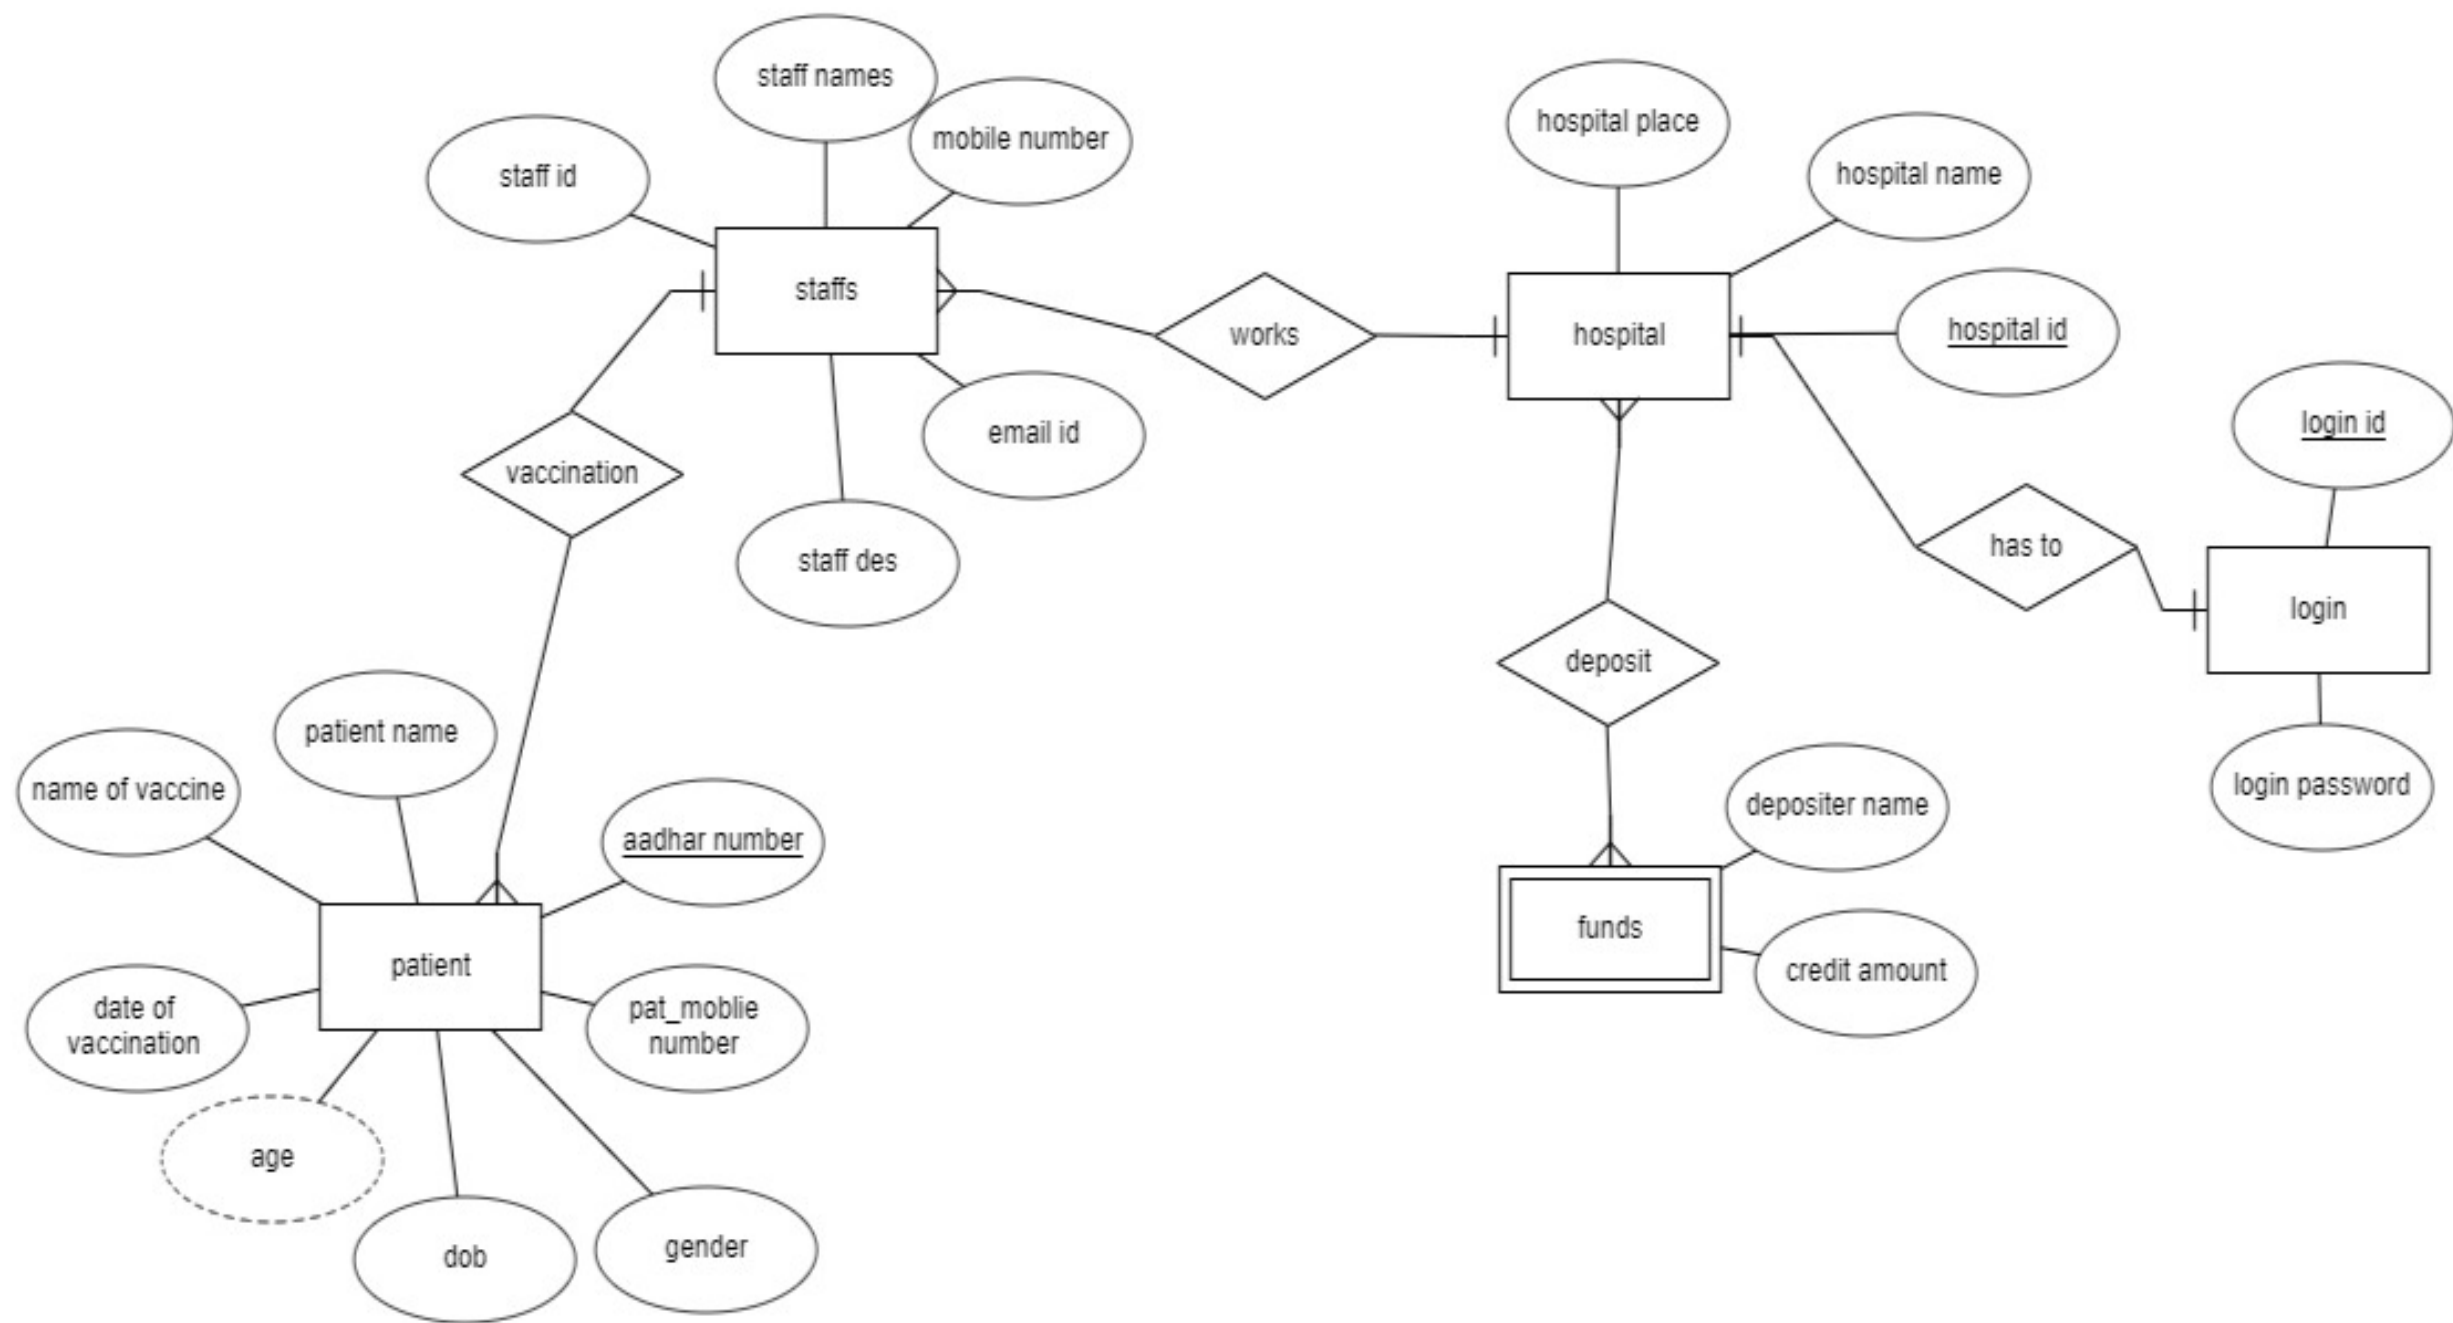 staff names
mobile number
staff id
staffs
email id
staff des
vaccination
works
hospital place
hospital name
hospital
hospital id
has to
login id
login
login password
deposit
depositer name
funds
credit amount
patient name
name of vaccine
aadhar number
patient
date of
vaccination
pat_moblie
number
age
dob
gender